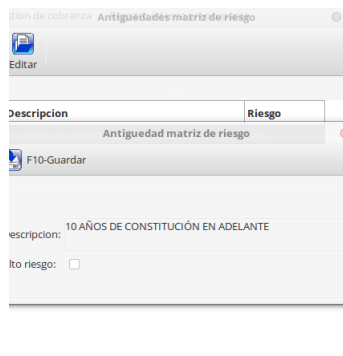 Antiguedades matriz de riesgo
Editar
Descripcion Riesgo
Antiguedad matriz de riesgo
F10-Guardar
escripcion: 10 AÑOS DE CONSTITUCIÓN EN ADELANTE
lto riesgo: